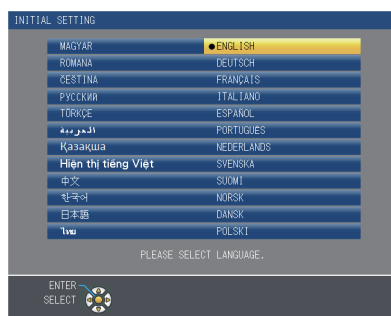 INITIAL SETTING
MAGYAR ENGLISH
ROMANA DEUTSCH
ČEŠTINA FRANÇAIS
РУССКИЙ ITALIANO
TÜRKÇE ESPAÑOL
العربية PORTUGUÊS
Қазақша NEDERLANDS
Hiện thị tiếng Việt SVENSKA
中文 SUOMI
한국어 NORSK
日本語 DANSK
ไทย POLSKI
PLEASE SELECT LANGUAGE.
ENTER
SELECT